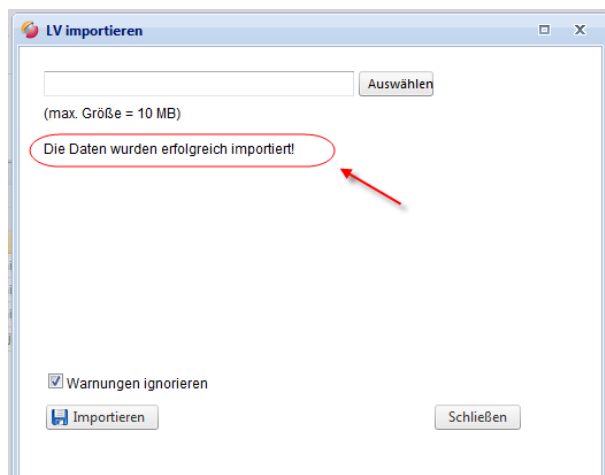 LV importieren
Auswählen
(max. Größe = 10 MB)
Die Daten wurden erfolgreich importiert!
Warnungen ignorieren
Importieren
Schließen